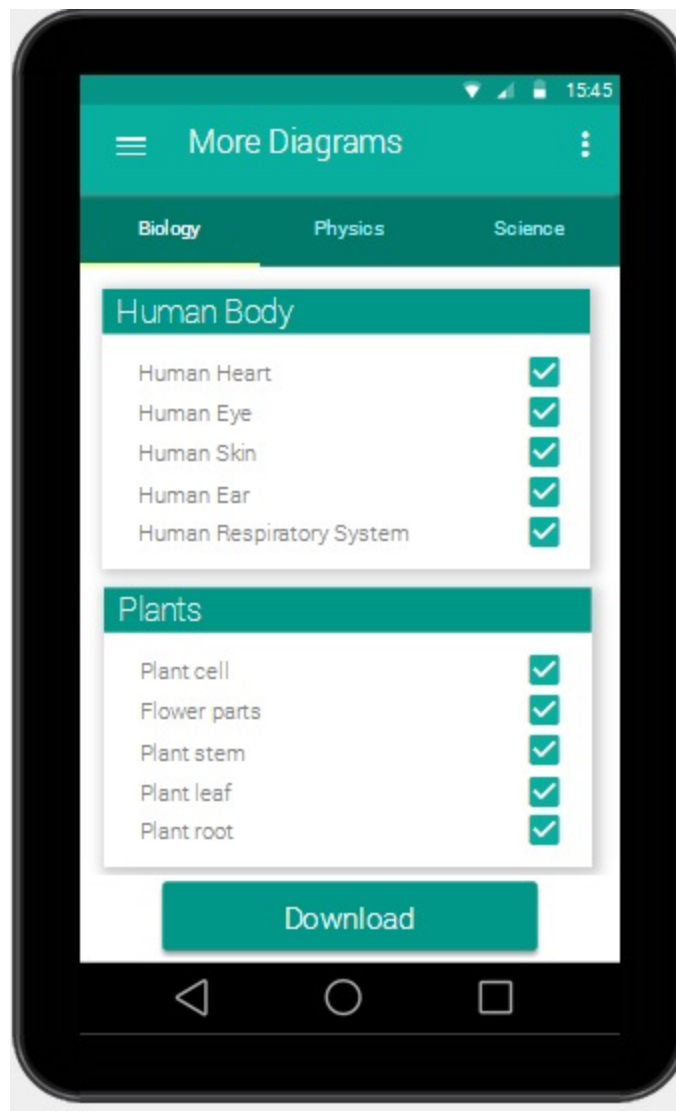 15:45
More Diagrams
Biology Physics Science
Human Body
Human Heart
Human Eye
Human Skin
Human Ear
Human Respiratory System
Plants
Plant cell
Flower parts
Plant stem
Plant leaf
Plant root
Download